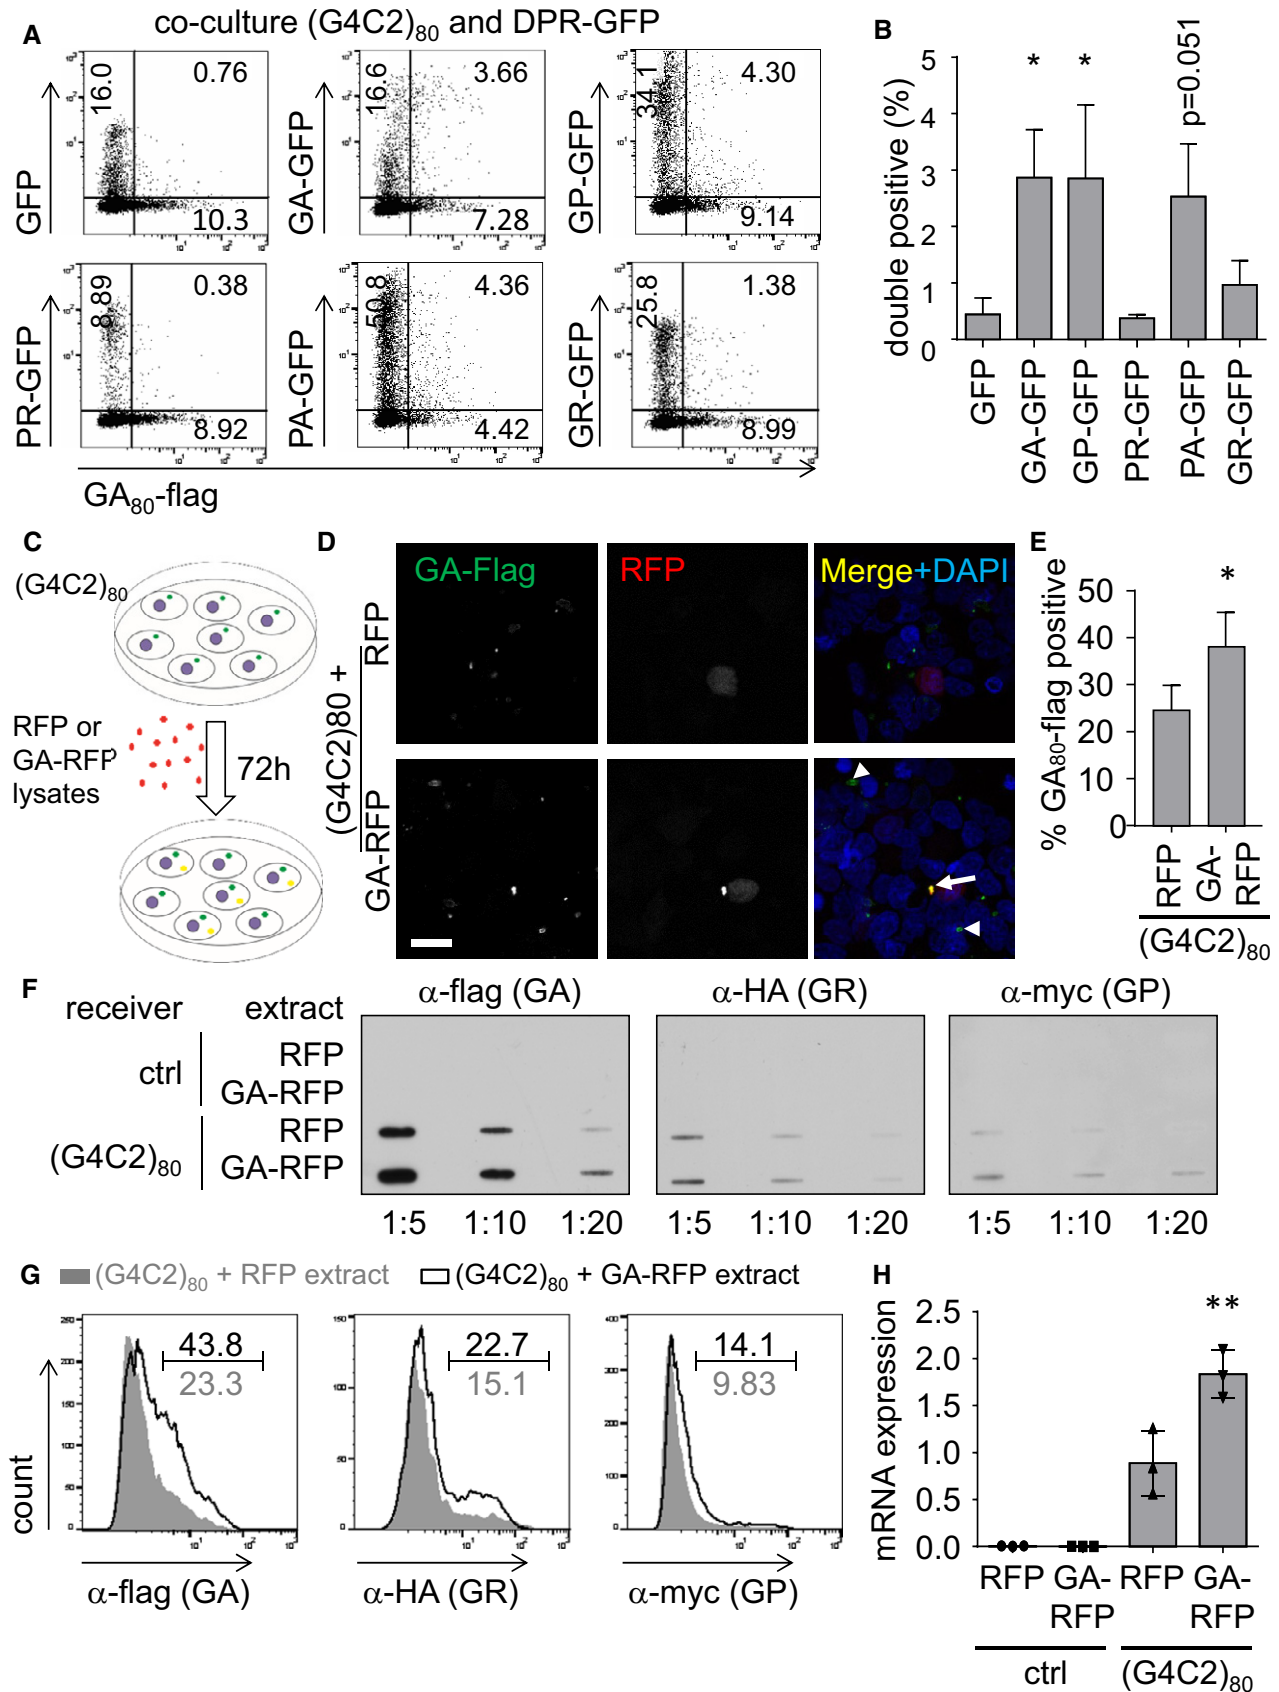 A
co-culture (G4C2)80 and DPR-GFP
GFP
16.0
0.76
10.3
GA-GFP
16.6
3.66
7.28
GP-GFP
34.1
4.30
9.14
PR-GFP
8.89
0.38
8.92
PA-GFP
50.8
4.36
4.42
GR-GFP
25.8
1.38
8.99
GA80-flag
B
double positive (%)
5
4
3
2
1
0
*
*
p=0.051
GFP
GA-GFP
GP-GFP
PR-GFP
PA-GFP
GR-GFP
C
(G4C2)80
RFP or
GA-RFP
lysates
72h
D
(G4C2)80 +
RFP
GA-RFP
GA-Flag
RFP
Merge+DAPI
E
% GA80-flag positive
50
40
30
20
10
0
*
RFP
GA-
RFP
(G4C2)80
F
receiver
extract
α-flag (GA)
α-HA (GR)
α-myc (GP)
ctrl
RFP
GA-RFP
(G4C2)80
RFP
GA-RFP
1:5 1:10 1:20
1:5 1:10 1:20
1:5 1:10 1:20
G
(G4C2)80 + RFP extract
(G4C2)80 + GA-RFP extract
count
43.8
23.3
α-flag (GA)
22.7
15.1
α-HA (GR)
14.1
9.83
α-myc (GP)
H
mRNA expression
2.5
2.0
1.5
1.0
0.5
0.0
**
RFP
GA-
RFP
RFP
GA-
RFP
ctrl
(G4C2)80